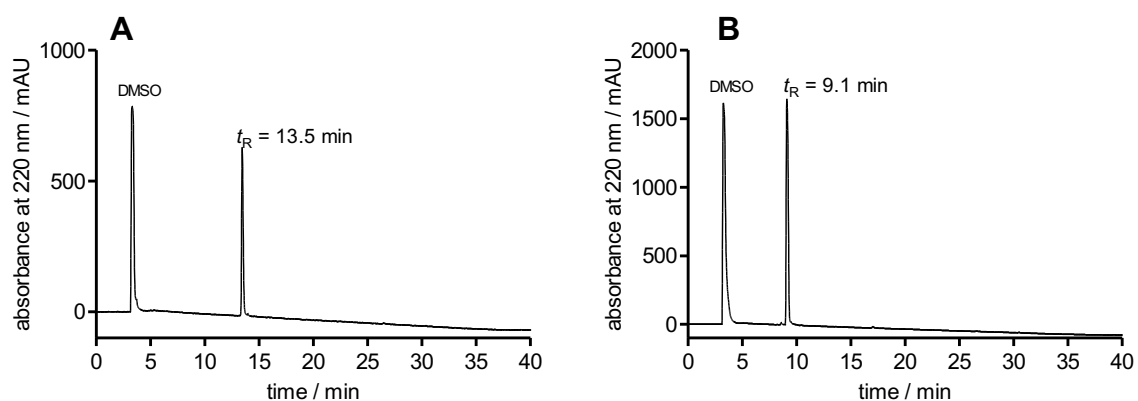 A
absorbance at 220 nm / mAU
1000
500
0
DMSO
tR = 13.5 min
0 5 10 15 20 25 30 35 40
time / min
B
absorbance at 220 nm / mAU
2000
1500
1000
500
0
DMSO
tR = 9.1 min
0 5 10 15 20 25 30 35 40
time / min